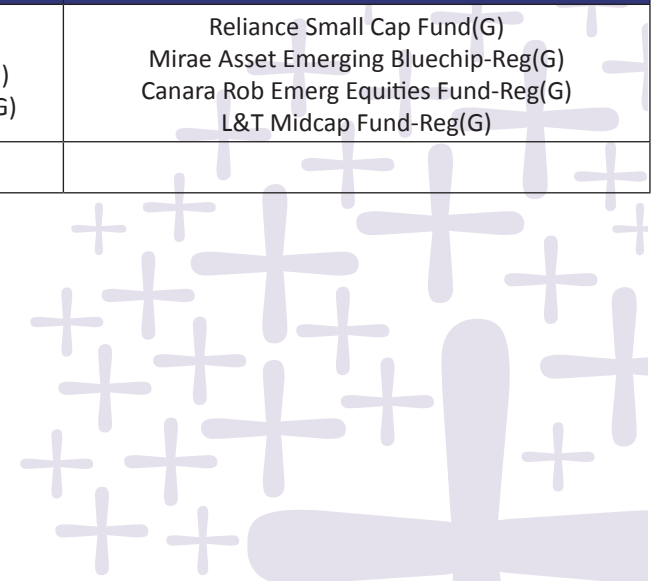 Reliance Small Cap Fund(G)
Mirae Asset Emerging Bluechip-Reg(G)
)
Canara Rob Emerg Equities Fund-Reg(G)
G)
L&T Midcap Fund-Reg(G)